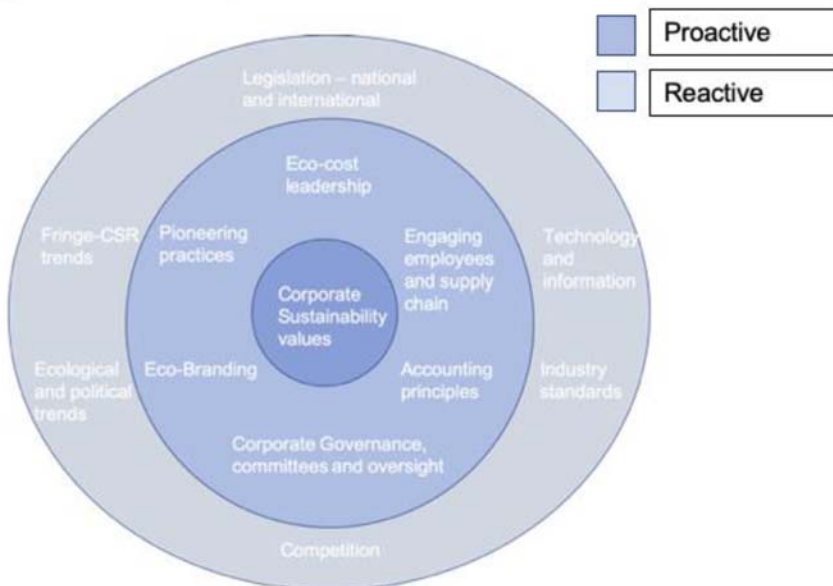 Proactive
Reactive
Legislation – national
and international
Eco-cost
leadership
Fringe-CSR
trends
Pioneering
practices
Engaging
employees
and supply
chain
Technology
and
information
Corporate
Sustainability
values
Ecological
and political
trends
Eco-Branding
Accounting
principles
Industry
standards
Corporate Governance,
committees and oversight
Competition